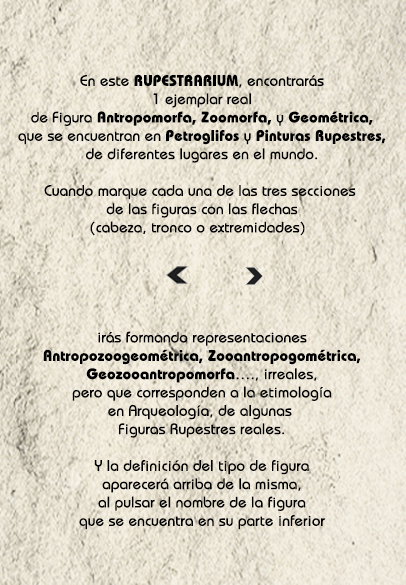 En este RUPESTRARIUM, encontrarás
1 ejemplar real
de Figura Antropomorfa, Zoomorfa, y Geométrica,
que se encuentran en Petroglifos y Pinturas Rupestres,
de diferentes lugares en el mundo.
Cuando marque cada una de las tres secciones
de las figuras con las flechas
(cabeza, tronco o extremidades)
irás formanda representaciones
Antropozoogeométrica, Zooantropogométrica,
Geozooantropomorfa...., irreales,
pero que corresponden a la etimología
en Arqueología, de algunas
Figuras Rupestres reales.
Y la definición del tipo de figura
aparecerá arriba de la misma,
al pulsar el nombre de la figura
que se encuentra en su parte inferior